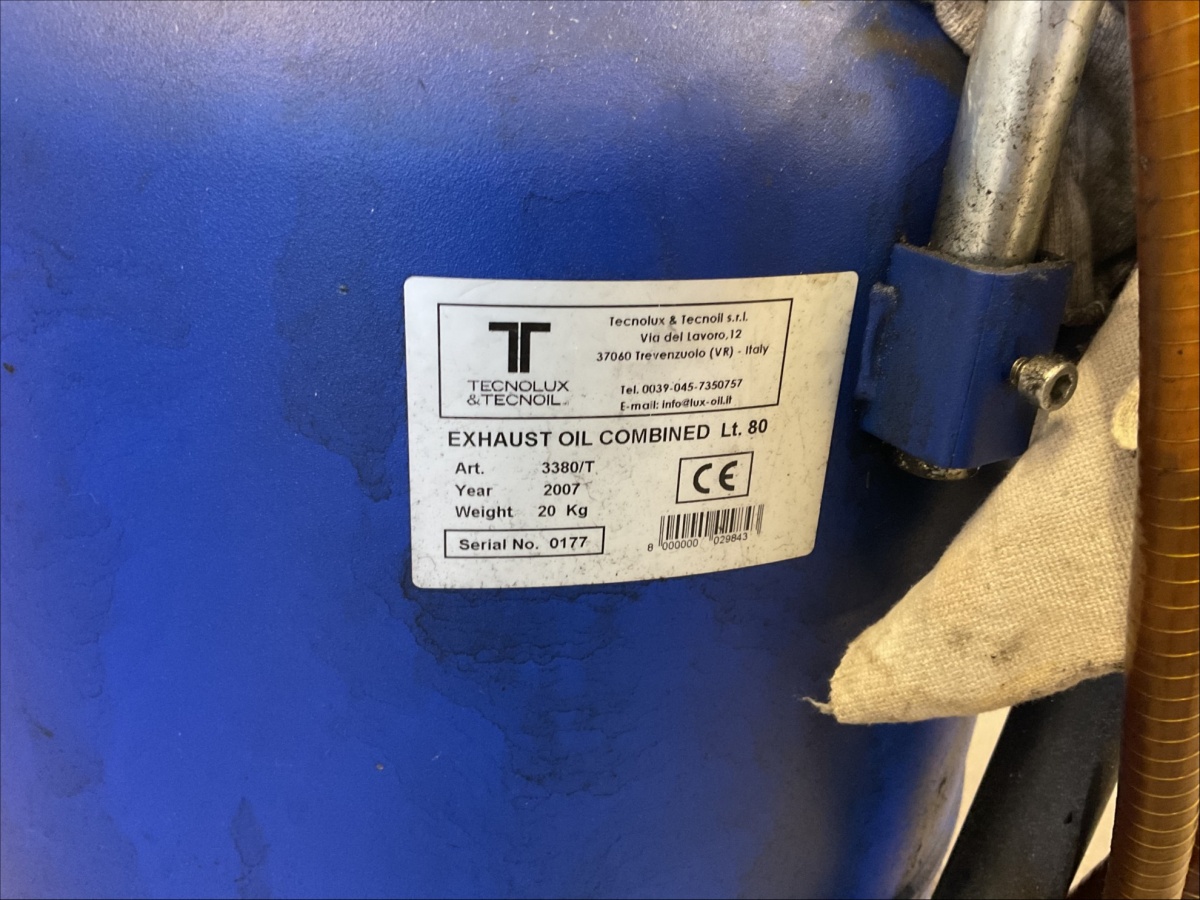 Tecnolux & Tecnoil s.r.l.
Via del Lavoro,12
37060 Trevenzuolo (VR) - Italy
TECNOLUX
&TECNOIL
Tel. 0039-045-7350757
E-mail: info@lux-oil.it
EXHAUST OIL COMBINED Lt. 80
Art. 3380/T
Year 2007
Weight 20 Kg
CE
Serial No. 0177
8 000000 029843